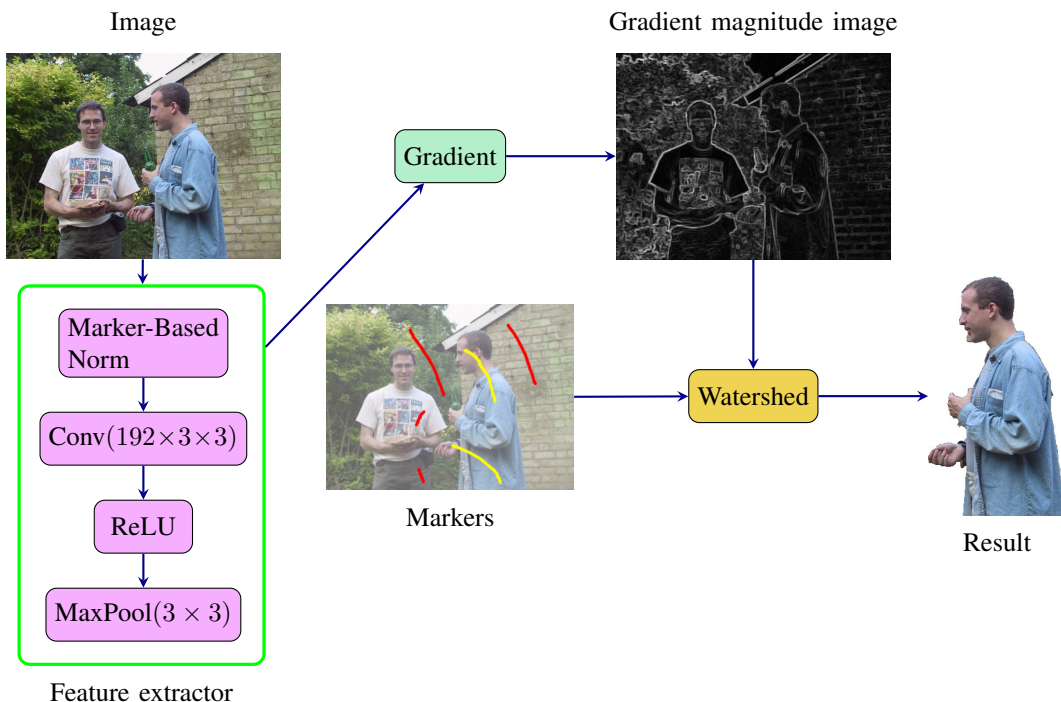 Image
Gradient magnitude image
Gradient
Marker-Based
Norm
Conv(192×3×3)
ReLU
MaxPool(3 × 3)
Feature extractor
Markers
Watershed
Result